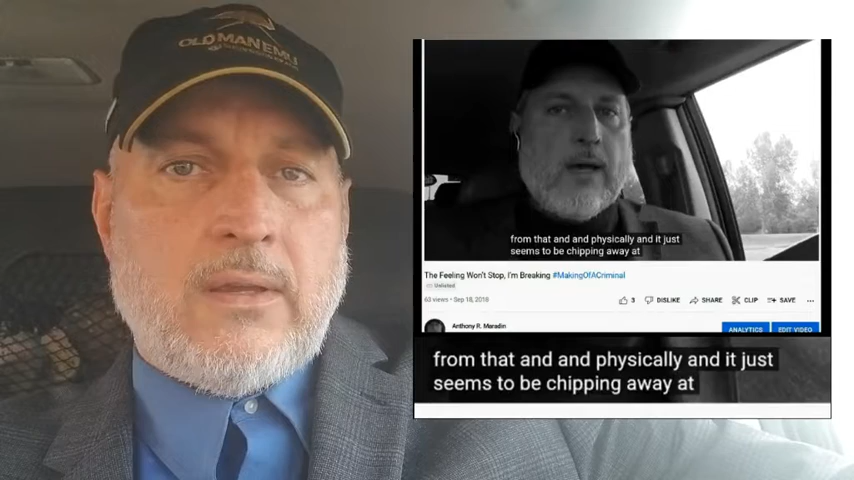 OLD MAN EMU
from that and and physically and it just
seems to be chipping away at
The Feeling Won't Stop, I'm Breaking #MakingOfACriminal
Unlisted
63 views • Sep 18, 2018
3 DISLIKE SHARE CLIP SAVE ...
Anthony R. Maradin
ANALYTICS EDIT VIDEO
from that and and physically and it just
seems to be chipping away at